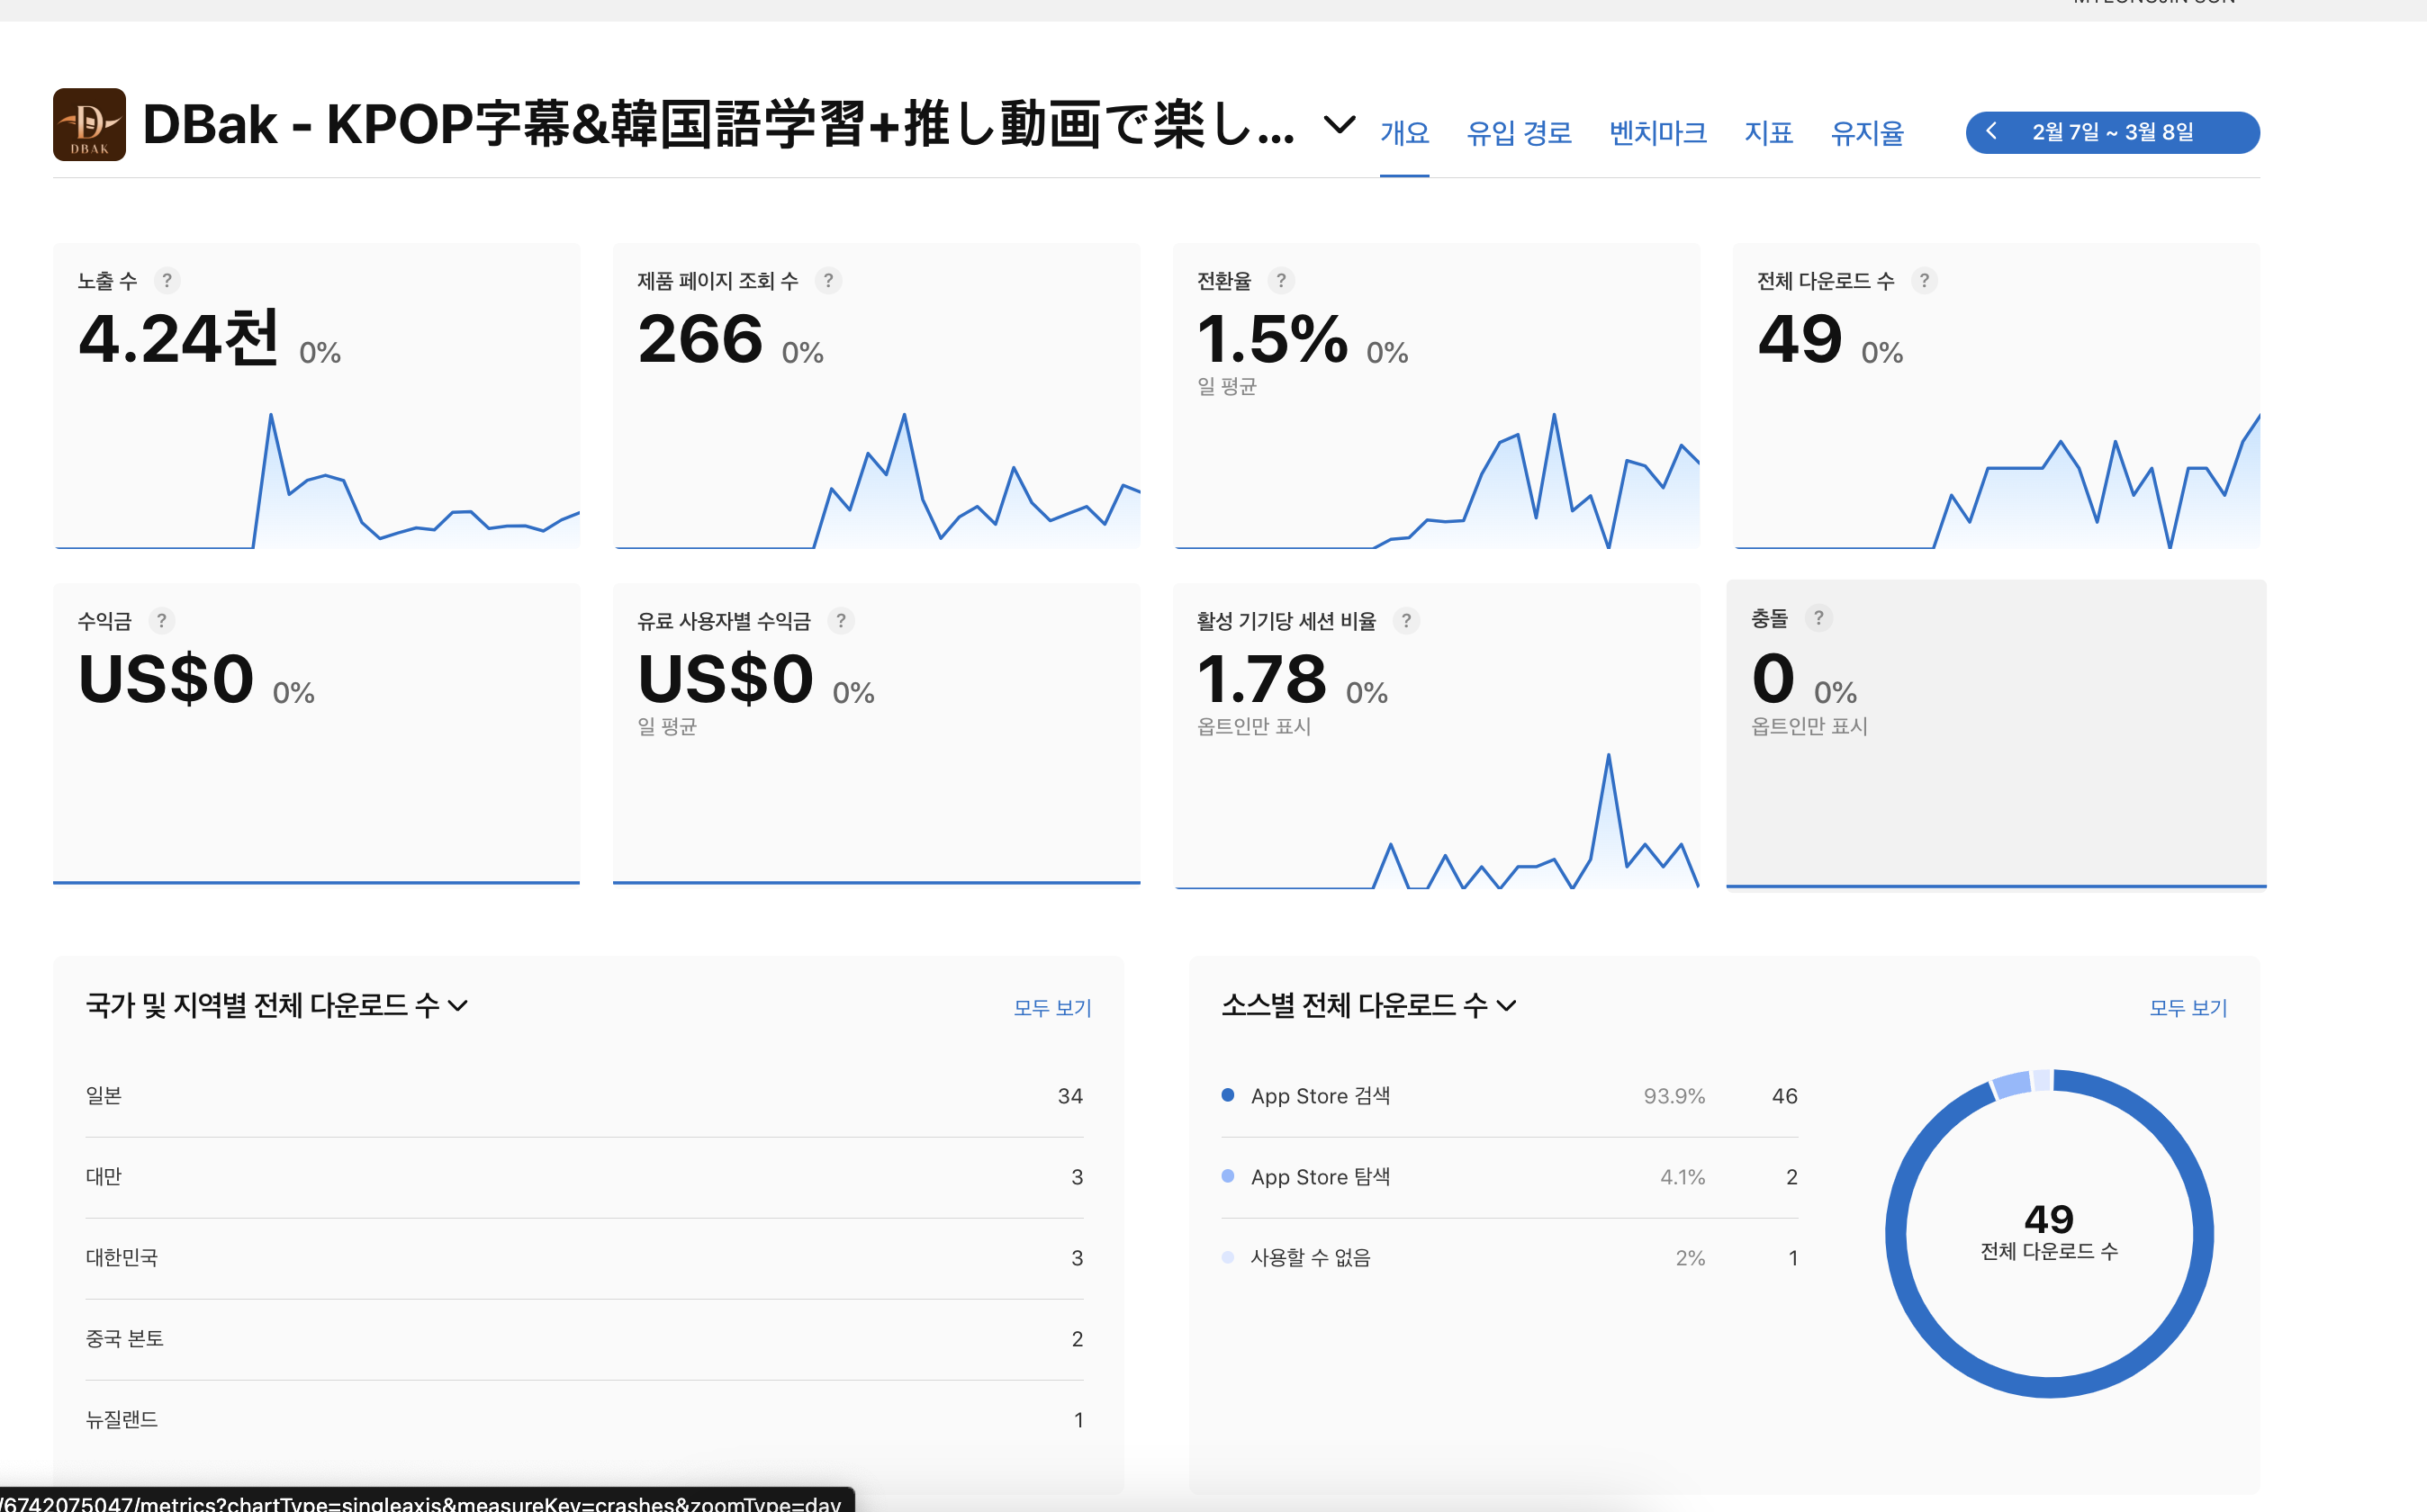 DBAK
DBak - KPOP字幕&韓国語学習+推し動画で楽し...
개요 유입 경로 벤치마크 지표 유지율
2월 7일 ~ 3월 8일
노출 수 ?
4.24천 0%
제품 페이지 조회 수 ?
266 0%
전환율 ?
1.5% 0%
일 평균
전체 다운로드 수 ?
49 0%
수익금 ?
US$0 0%
유료 사용자별 수익금 ?
US$0 0%
일 평균
활성 기기당 세션 비율 ?
1.78 0%
옵트인만 표시
충돌 ?
0 0%
옵트인만 표시
국가 및 지역별 전체 다운로드 수
모두 보기
일본 34
대만 3
대한민국 3
중국 본토 2
뉴질랜드 1
소스별 전체 다운로드 수
모두 보기
App Store 검색 93.9% 46
App Store 탐색 4.1% 2
사용할 수 없음 2% 1
49
전체 다운로드 수
/6742075047/metrics?chartType=singleaxis&measureKey=crashes&zoomType=day